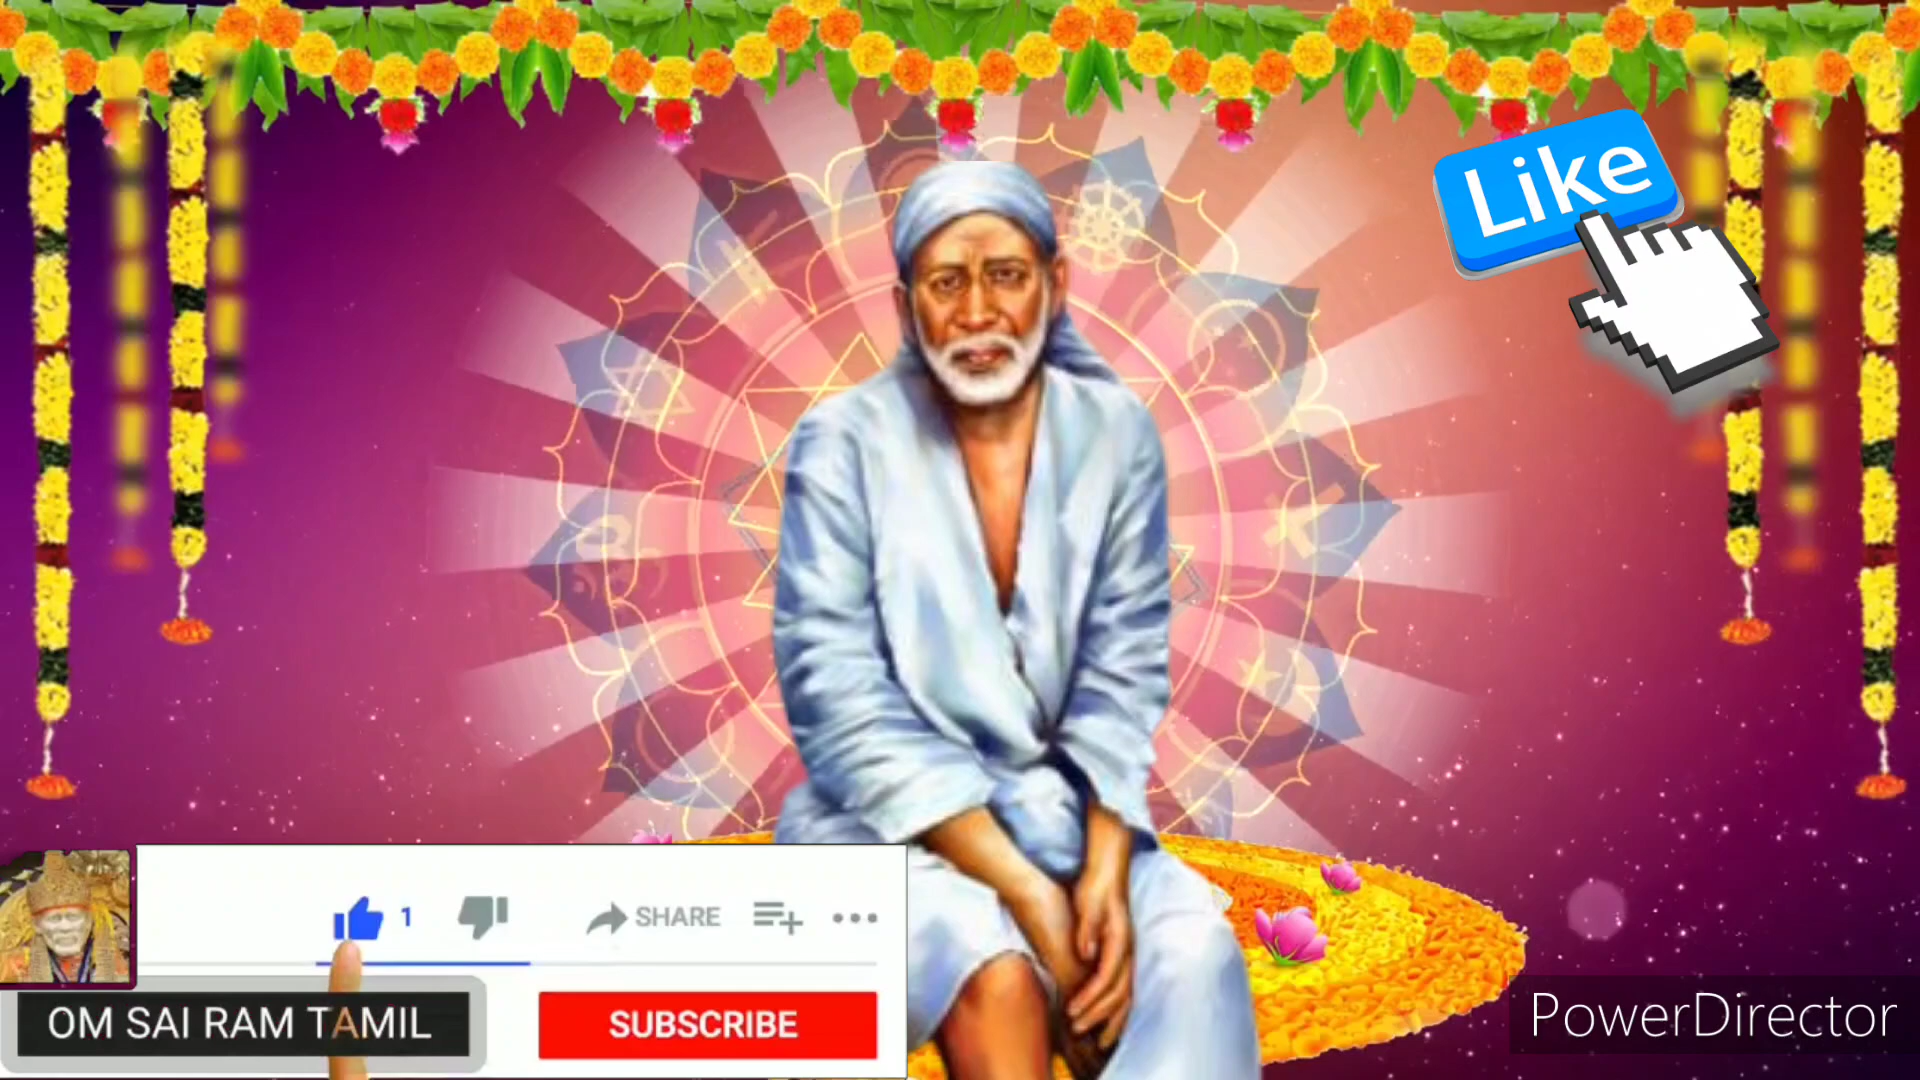 Like
1
SHARE
OM SAI RAM TAMIL
SUBSCRIBE
PowerDirector